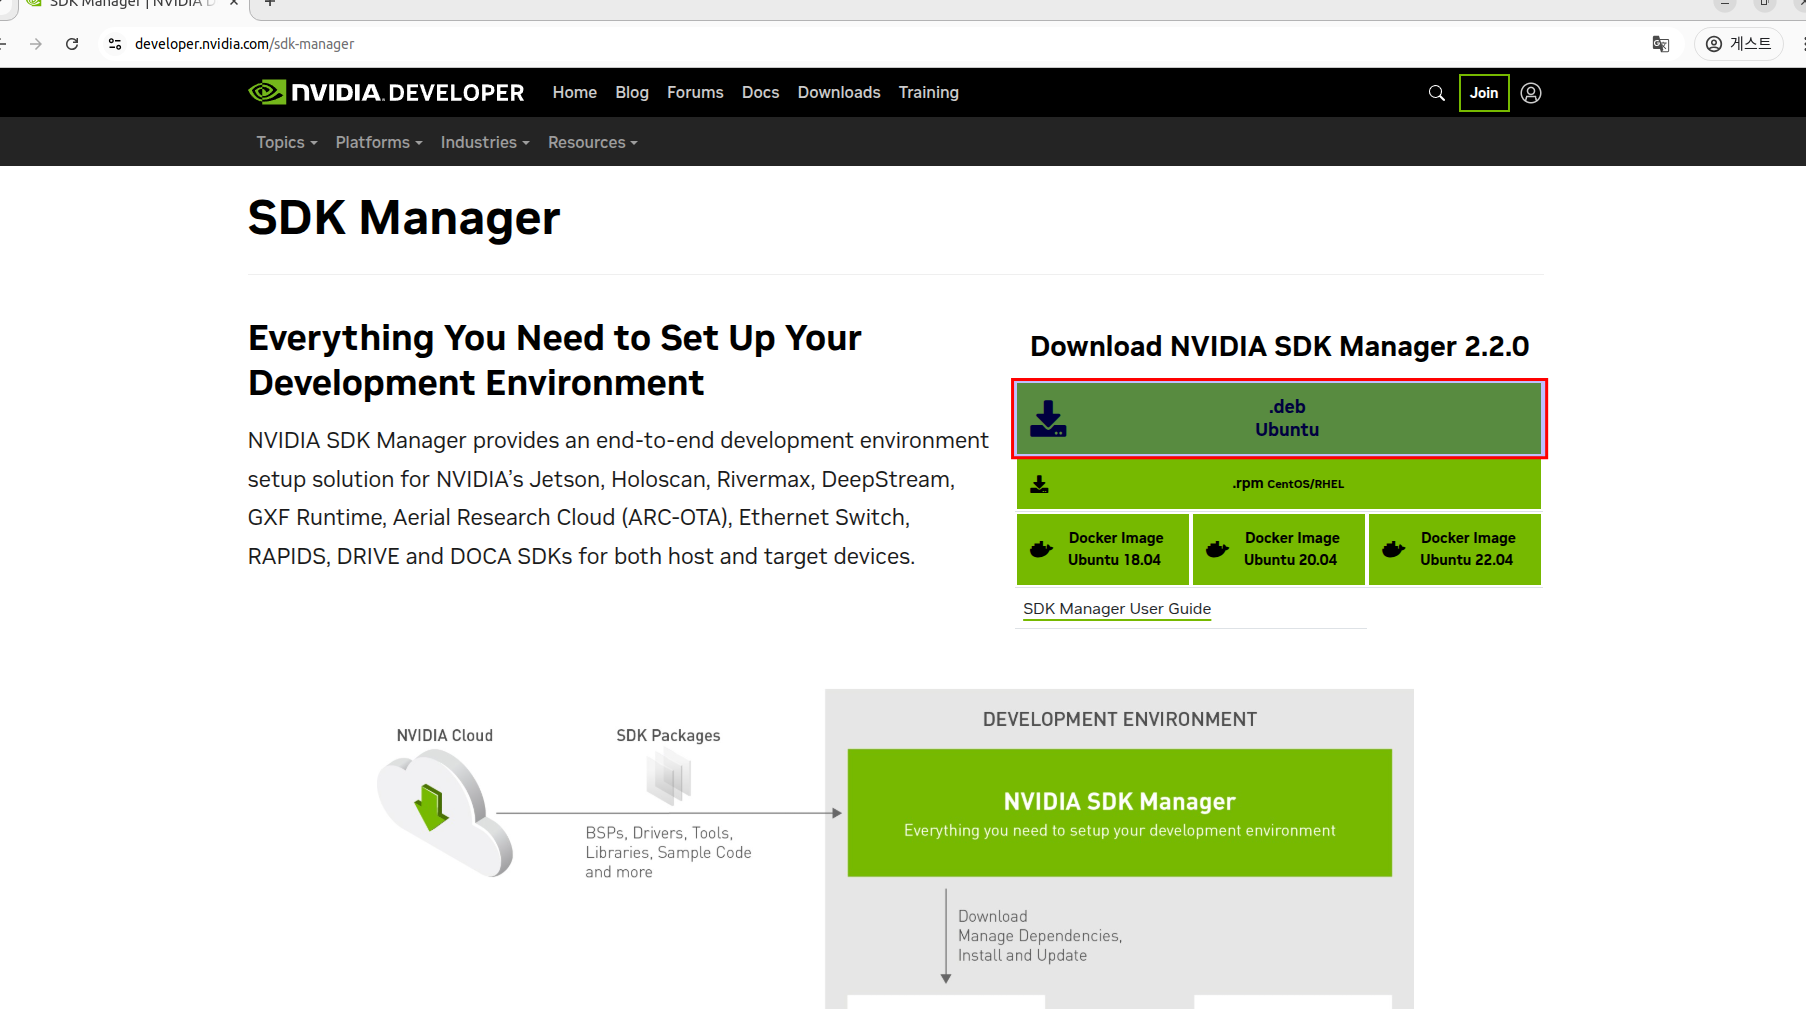 SDK Manager | NVIDIA D
developer.nvidia.com/sdk-manager
게스트
NVIDIA. DEVELOPER
Home Blog Forums Docs Downloads Training
Join
Topics Platforms Industries Resources
SDK Manager
Everything You Need to Set Up Your
Development Environment
NVIDIA SDK Manager provides an end-to-end development environment
setup solution for NVIDIA’s Jetson, Holoscan, Rivermax, DeepStream,
GXF Runtime, Aerial Research Cloud (ARC-OTA), Ethernet Switch,
RAPIDS, DRIVE and DOCA SDKs for both host and target devices.
Download NVIDIA SDK Manager 2.2.0
.deb
Ubuntu
.rpm CentOS/RHEL
Docker Image
Ubuntu 18.04
Docker Image
Ubuntu 20.04
Docker Image
Ubuntu 22.04
SDK Manager User Guide
NVIDIA Cloud
SDK Packages
BSPs, Drivers, Tools,
Libraries, Sample Code
and more
DEVELOPMENT ENVIRONMENT
NVIDIA SDK Manager
Everything you need to setup your development environment
Download
Manage Dependencies,
Install and Update